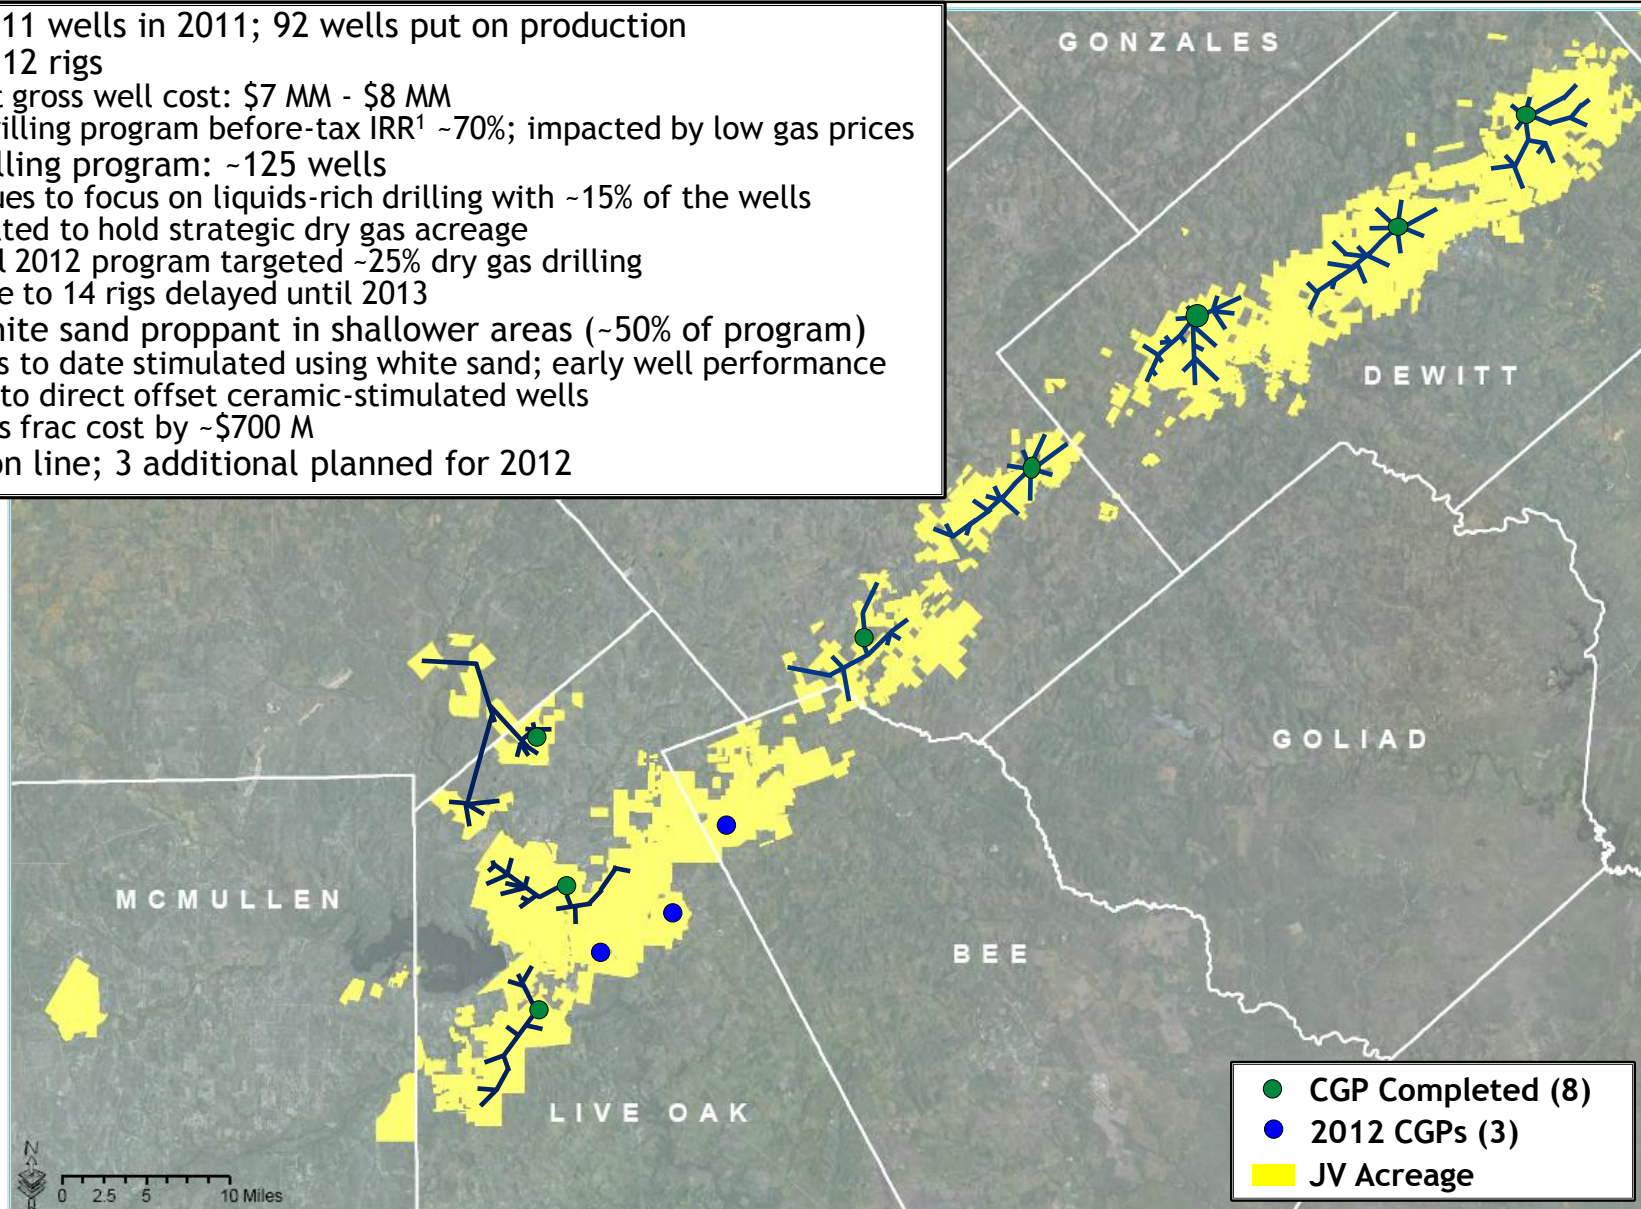 11 wells in 2011; 92 wells put on production
12 rigs
gross well cost: $7 MM - $8 MM
illing program before-tax IRR¹ ~70%; impacted by low gas prices
lling program: ~125 wells
ues to focus on liquids-rich drilling with ~15% of the wells
ted to hold strategic dry gas acreage
l 2012 program targeted ~25% dry gas drilling
e to 14 rigs delayed until 2013
hite sand proppant in shallower areas (~50% of program)
s to date stimulated using white sand; early well performance
to direct offset ceramic-stimulated wells
s frac cost by ~$700 M
on line; 3 additional planned for 2012
GONZALES
DEWITT
GOLIAD
MCMULLEN
BEE
LIVE OAK
CGP Completed (8)
2012 CGPs (3)
JV Acreage
N
0 2.5 5 10 Miles